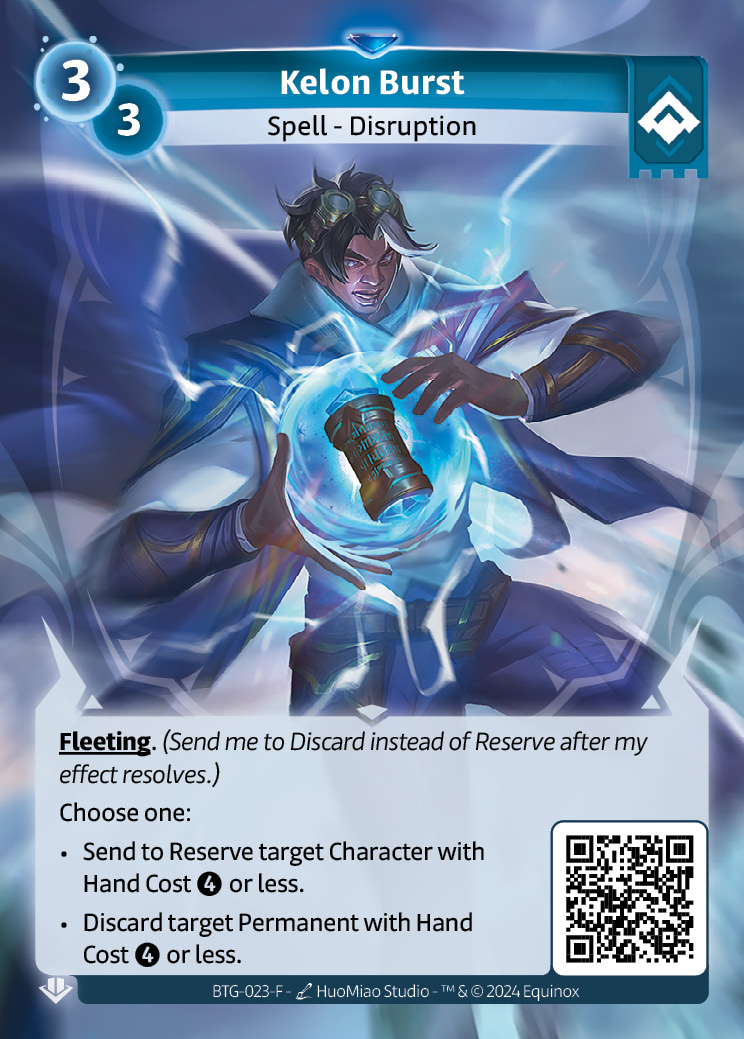 3
Kelon Burst
3
Spell - Disruption
Fleeting. (Send me to Discard instead of Reserve after my
effect resolves.)
Choose one:
• Send to Reserve target Character with
Hand Cost 4 or less.
• Discard target Permanent with Hand
Cost 4 or less.
BTG-023-F - HuoMiao Studio - ™ & © 2024 Equinox